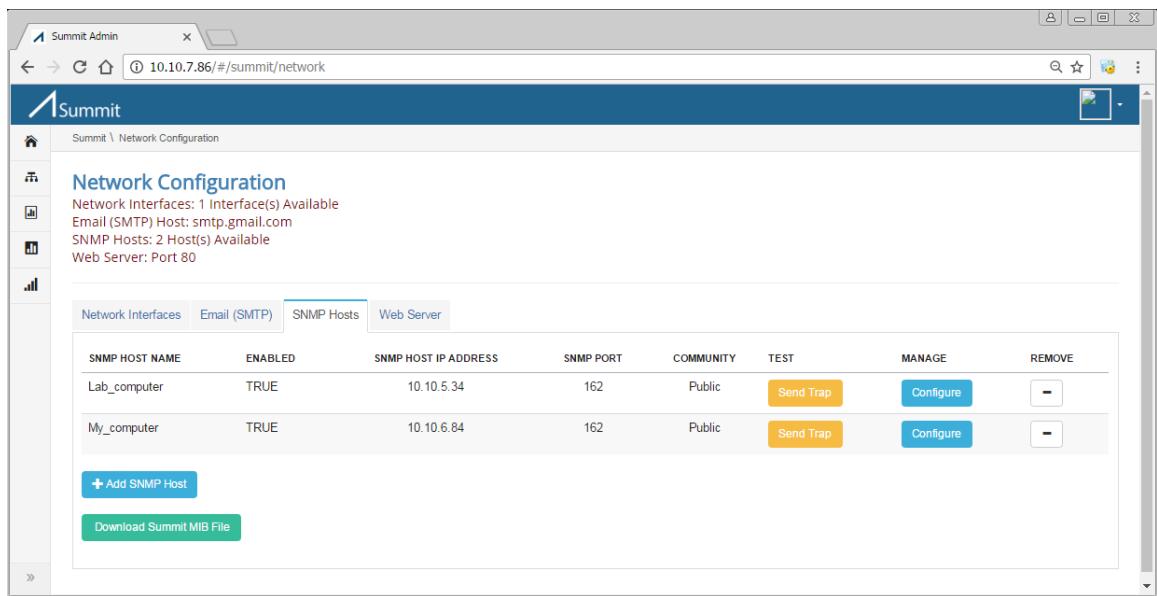 Summit Admin
10.10.7.86/#/summit/network
Summit
Summit \ Network Configuration
Network Configuration
Network Interfaces: 1 Interface(s) Available
Email (SMTP) Host: smtp.gmail.com
SNMP Hosts: 2 Host(s) Available
Web Server: Port 80
Network Interfaces Email (SMTP) SNMP Hosts Web Server
SNMP HOST NAME ENABLED SNMP HOST IP ADDRESS SNMP PORT COMMUNITY TEST MANAGE REMOVE
Lab_computer TRUE 10.10.5.34 162 Public Send Trap Configure
My_computer TRUE 10.10.6.84 162 Public Send Trap Configure
Add SNMP Host
Download Summit MIB File